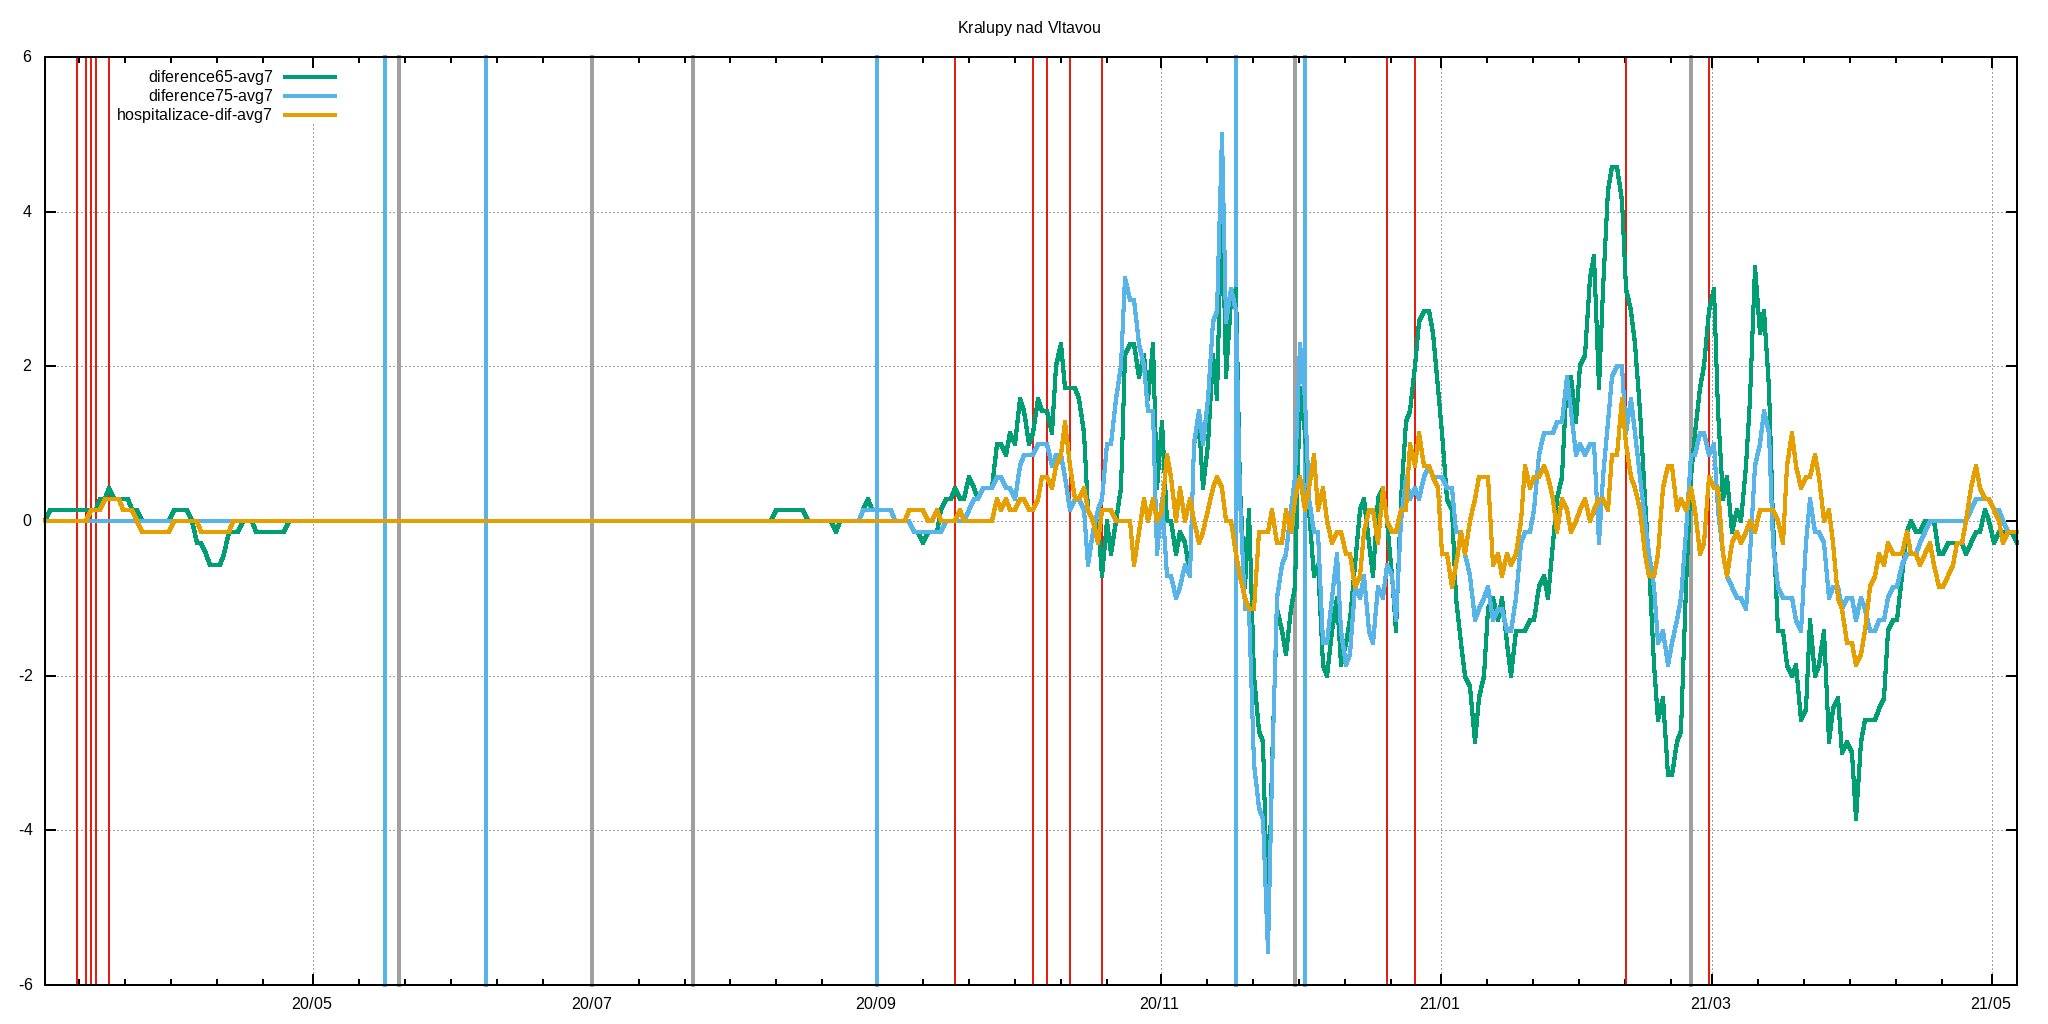 Kralupy nad Vltavou
6
4
2
0
-2
-4
-6
diference65-avg7
diference75-avg7
hospitalizace-dif-avg7
20/05 20/07 20/09 20/11 21/01 21/03 21/05